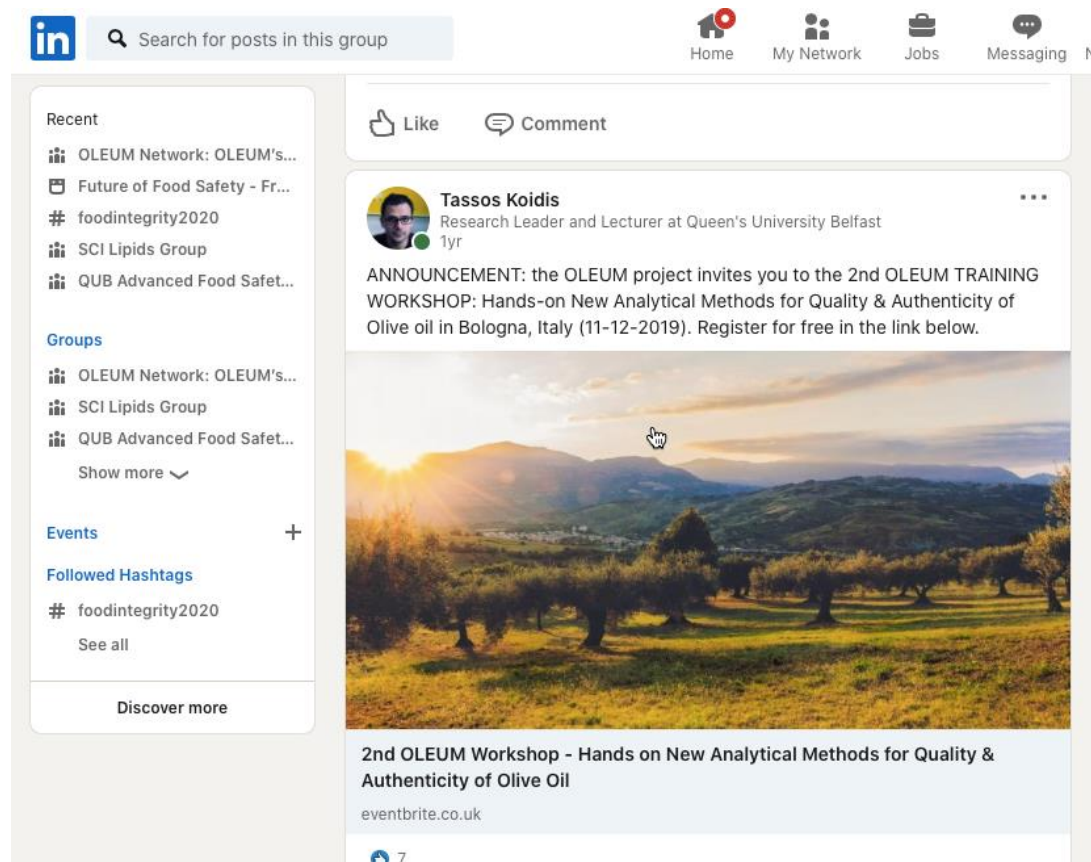 in
Search for posts in this group
Home
My Network
Jobs
Messaging
Recent
OLEUM Network: OLEUM's...
Future of Food Safety - Fr...
# foodintegrity2020
SCI Lipids Group
QUB Advanced Food Safet...
Groups
OLEUM Network: OLEUM's...
SCI Lipids Group
QUB Advanced Food Safet...
Show more
Events +
Followed Hashtags
# foodintegrity2020
See all
Discover more
Like
Comment
Tassos Koidis
Research Leader and Lecturer at Queen's University Belfast
1yr
ANNOUNCEMENT: the OLEUM project invites you to the 2nd OLEUM TRAINING
WORKSHOP: Hands-on New Analytical Methods for Quality & Authenticity of
Olive oil in Bologna, Italy (11-12-2019). Register for free in the link below.
2nd OLEUM Workshop - Hands on New Analytical Methods for Quality &
Authenticity of Olive Oil
eventbrite.co.uk
7